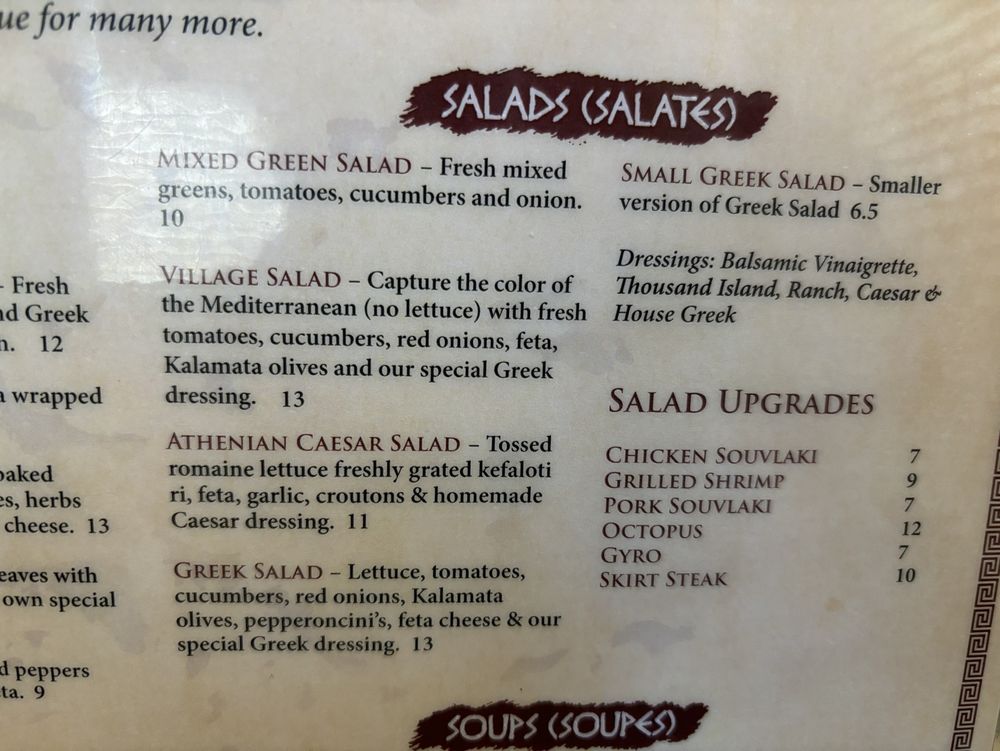 ue for many more.
SALADS (SALATES)
- Fresh
nd Greek
n. 12
a wrapped
baked
es, herbs
cheese. 13
eaves with
own special
d peppers
ta. 9
MIXED GREEN SALAD – Fresh mixed
greens, tomatoes, cucumbers and onion.
10
VILLAGE SALAD – Capture the color of
the Mediterranean (no lettuce) with fresh
tomatoes, cucumbers, red onions, feta,
Kalamata olives and our special Greek
dressing. 13
ATHENIAN CAESAR SALAD – Tossed
romaine lettuce freshly grated kefaloti
ri, feta, garlic, croutons & homemade
Caesar dressing. 11
GREEK SALAD – Lettuce, tomatoes,
cucumbers, red onions, Kalamata
olives, pepperoncini's, feta cheese & our
special Greek dressing. 13
SMALL GREEK SALAD – Smaller
version of Greek Salad 6.5
Dressings: Balsamic Vinaigrette,
Thousand Island, Ranch, Caesar &
House Greek
SALAD UPGRADES
CHICKEN SOUVLAKI 7
GRILLED SHRIMP 9
PORK SOUVLAKI 7
OCTOPUS 12
GYRO 7
SKIRT STEAK 10
SOUPS (SOUPES)